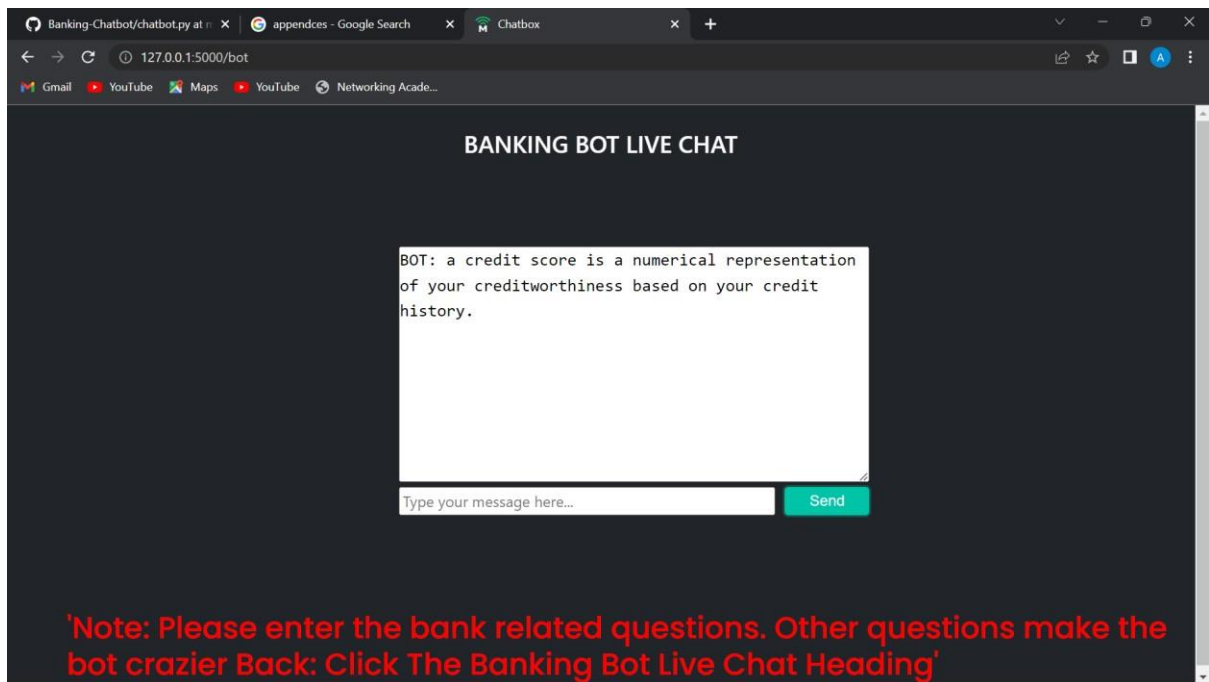 Banking-Chatbot/chatbot.py at m
appendces - Google Search
Chatbox
127.0.0.1:5000/bot
A
Gmail
YouTube
Maps
YouTube
Networking Acade...
BANKING BOT LIVE CHAT
BOT: a credit score is a numerical representation
of your creditworthiness based on your credit
history.
Type your message here...
Send
'Note: Please enter the bank related questions. Other questions make the
bot crazier Back: Click The Banking Bot Live Chat Heading'